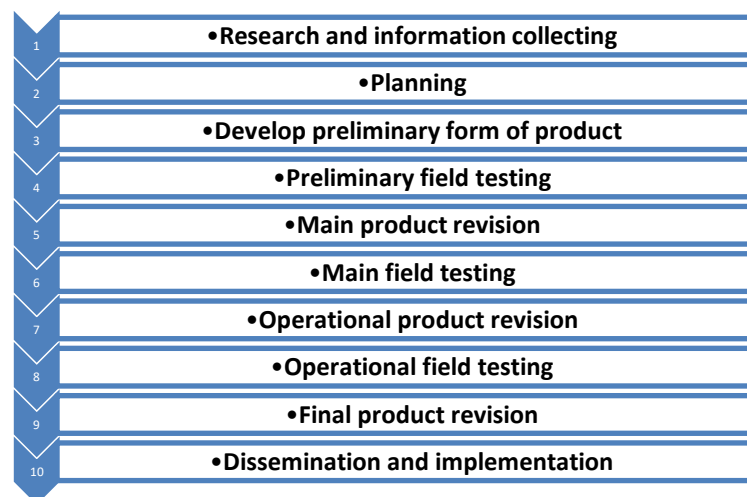 1 •Research and information collecting
2 •Planning
3 •Develop preliminary form of product
4 •Preliminary field testing
5 •Main product revision
6 •Main field testing
7 •Operational product revision
8 •Operational field testing
9 •Final product revision
10 •Dissemination and implementation